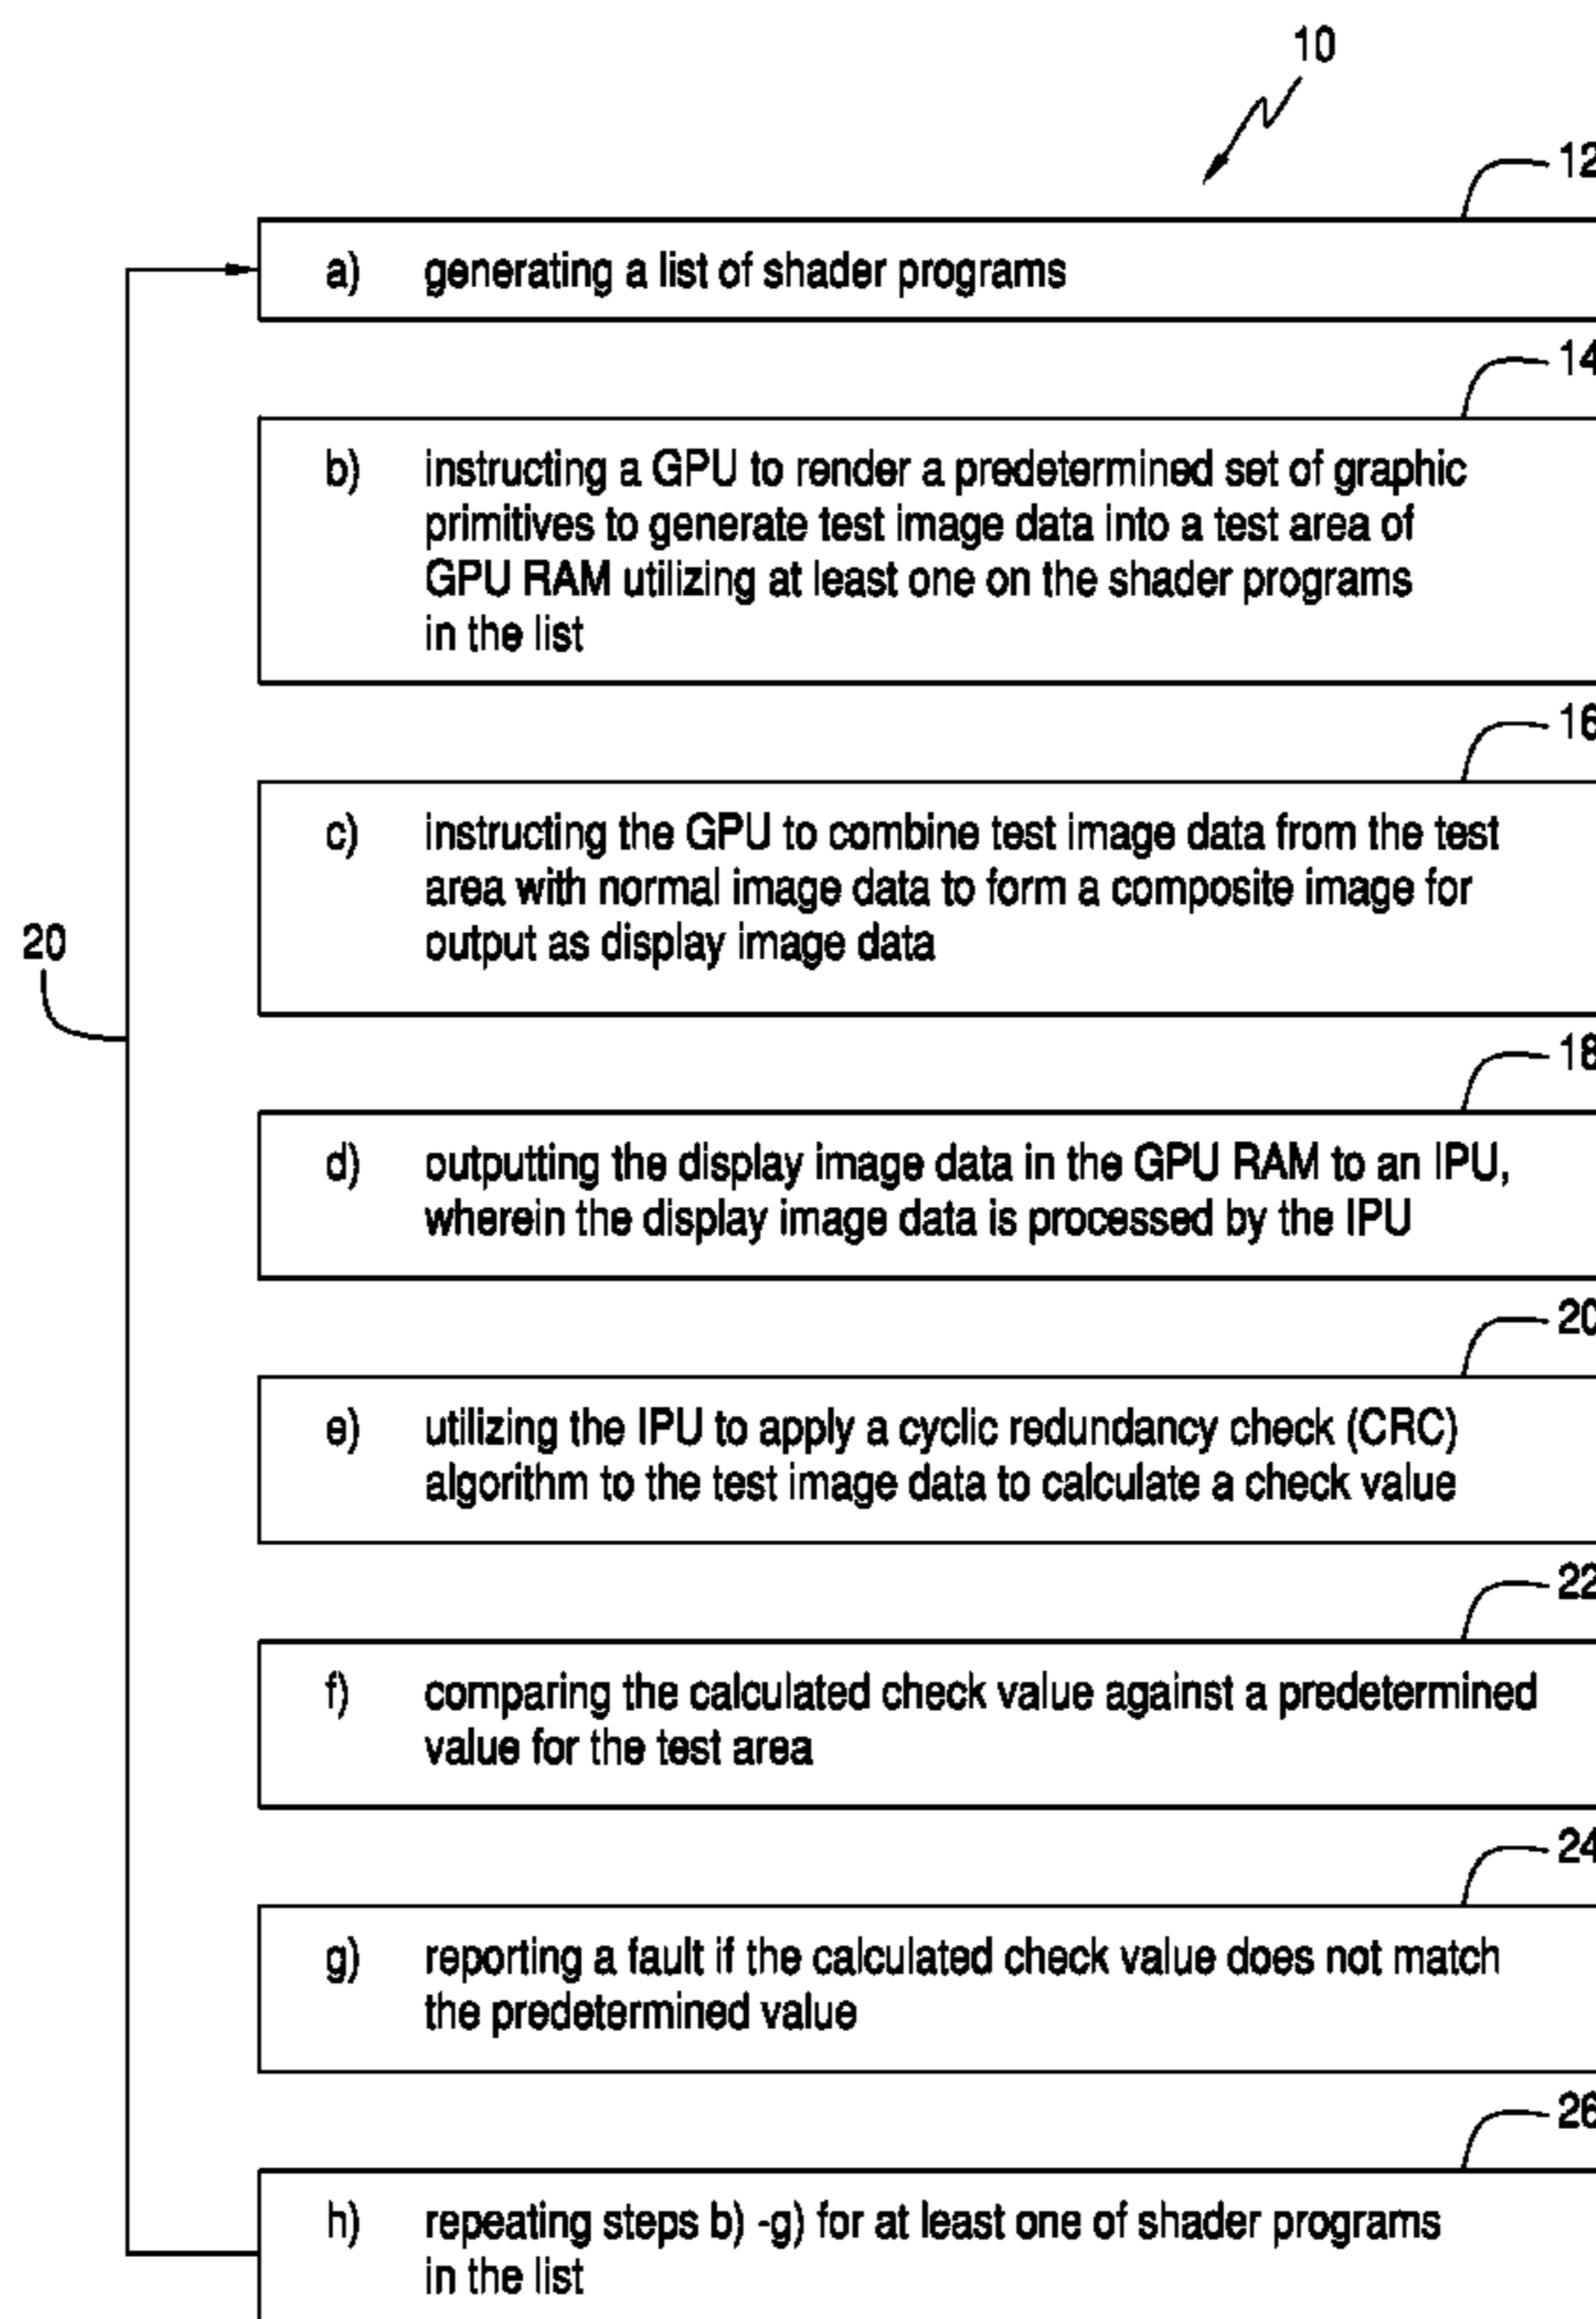 10
12
a) generating a list of shader programs
14
b) instructing a GPU to render a predetermined set of graphic
primitives to generate test image data into a test area of
GPU RAM utilizing at least one on the shader programs
in the list
16
c) instructing the GPU to combine test image data from the test
area with normal image data to form a composite image for
output as display image data
20
18
d) outputting the display image data in the GPU RAM to an IPU,
wherein the display image data is processed by the IPU
20
e) utilizing the IPU to apply a cyclic redundancy check (CRC)
algorithm to the test image data to calculate a check value
22
f) comparing the calculated check value against a predetermined
value for the test area
24
g) reporting a fault if the calculated check value does not match
the predetermined value
26
h) repeating steps b) -g) for at least one of shader programs
in the list